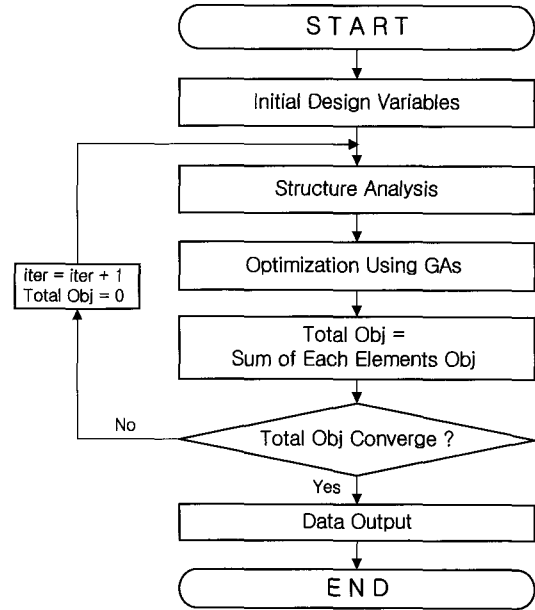 START
Initial Design Variables
Structure Analysis
Optimization Using GAs
iter = iter + 1
Total Obj = 0
Total Obj =
Sum of Each Elements Obj
No
Total Obj Converge ?
Yes
Data Output
END